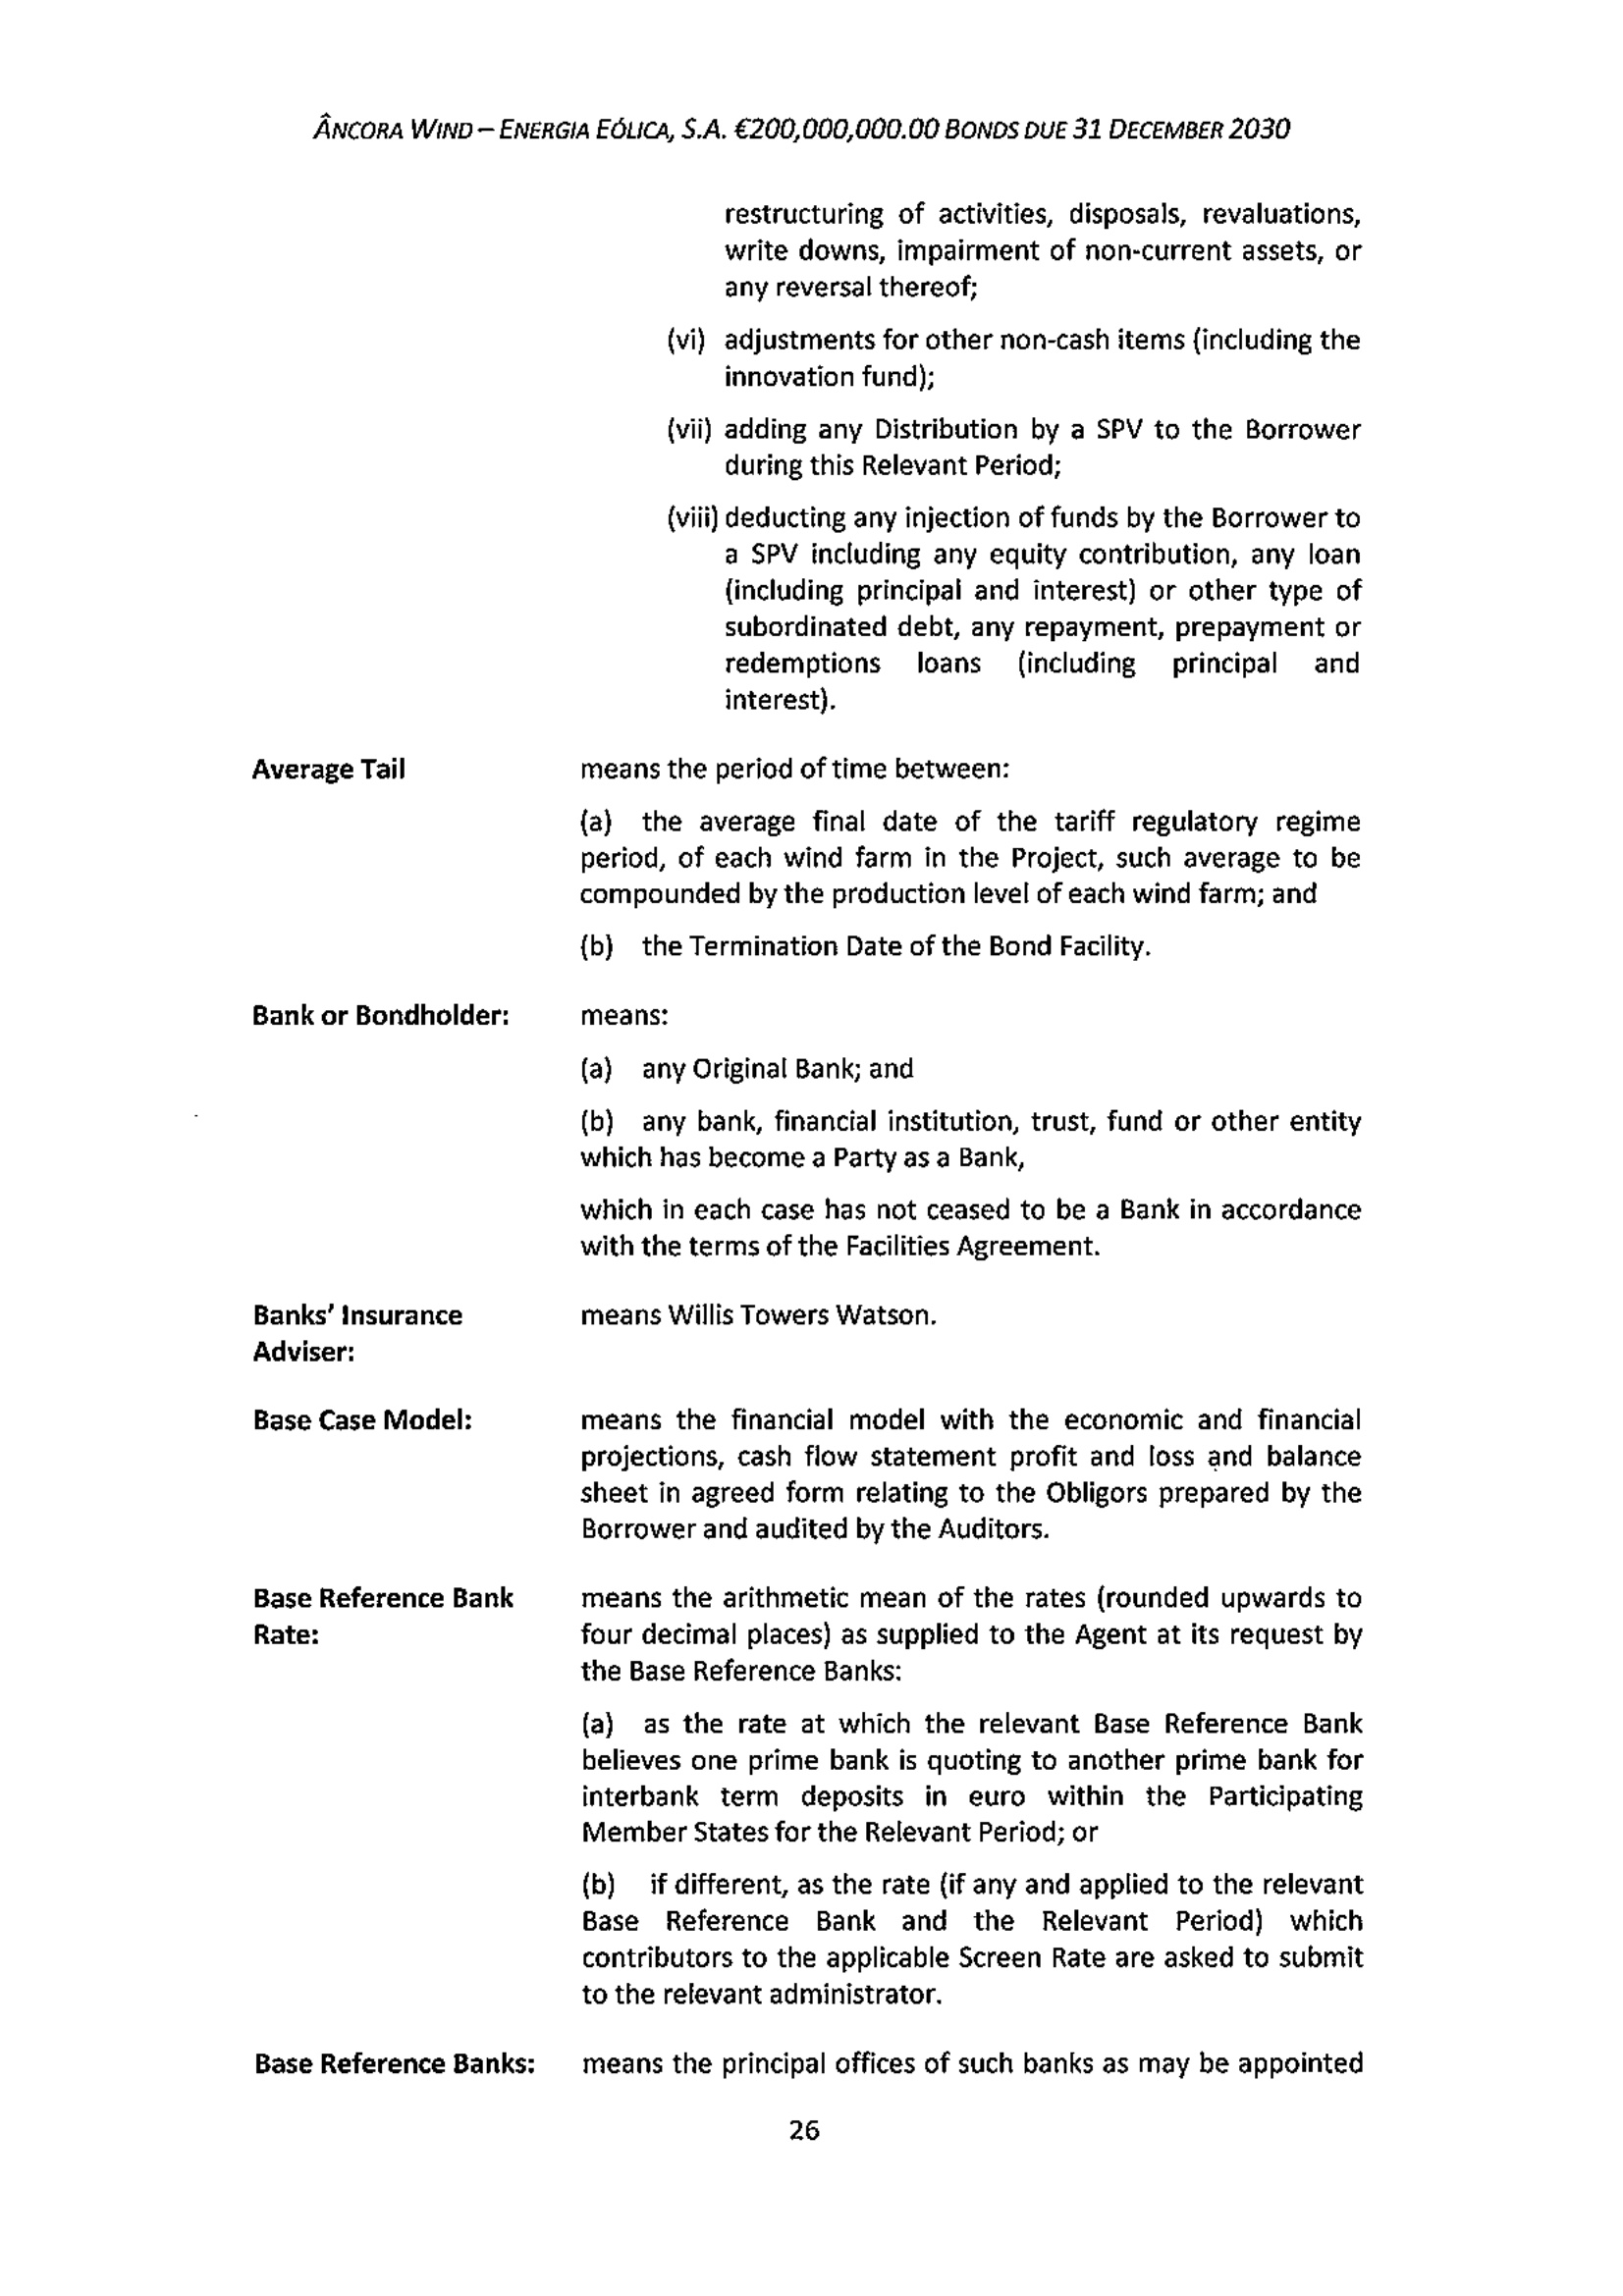 ÂNCORA WIND – ENERGIA EÓLICA, S.A. €200,000,000.00 BONDS DUE 31 DECEMBER 2030
restructuring of activities, disposals, revaluations,
write downs, impairment of non-current assets, or
any reversal thereof;
(vi) adjustments for other non-cash items (including the
innovation fund);
(vii) adding any Distribution by a SPV to the Borrower
during this Relevant Period;
(viii) deducting any injection of funds by the Borrower to
a SPV including any equity contribution, any loan
(including principal and interest) or other type of
subordinated debt, any repayment, prepayment or
redemptions loans (including principal and
interest).
Average Tail means the period of time between:
(a) the average final date of the tariff regulatory regime
period, of each wind farm in the Project, such average to be
compounded by the production level of each wind farm; and
(b) the Termination Date of the Bond Facility.
Bank or Bondholder: means:
(a) any Original Bank; and
(b) any bank, financial institution, trust, fund or other entity
which has become a Party as a Bank,
which in each case has not ceased to be a Bank in accordance
with the terms of the Facilities Agreement.
Banks' Insurance means Willis Towers Watson.
Adviser:
Base Case Model: means the financial model with the economic and financial
projections, cash flow statement profit and loss and balance
sheet in agreed form relating to the Obligors prepared by the
Borrower and audited by the Auditors.
Base Reference Bank means the arithmetic mean of the rates (rounded upwards to
Rate: four decimal places) as supplied to the Agent at its request by
the Base Reference Banks:
(a) as the rate at which the relevant Base Reference Bank
believes one prime bank is quoting to another prime bank for
interbank term deposits in euro within the Participating
Member States for the Relevant Period; or
(b) if different, as the rate (if any and applied to the relevant
Base Reference Bank and the Relevant Period) which
contributors to the applicable Screen Rate are asked to submit
to the relevant administrator.
Base Reference Banks: means the principal offices of such banks as may be appointed
26